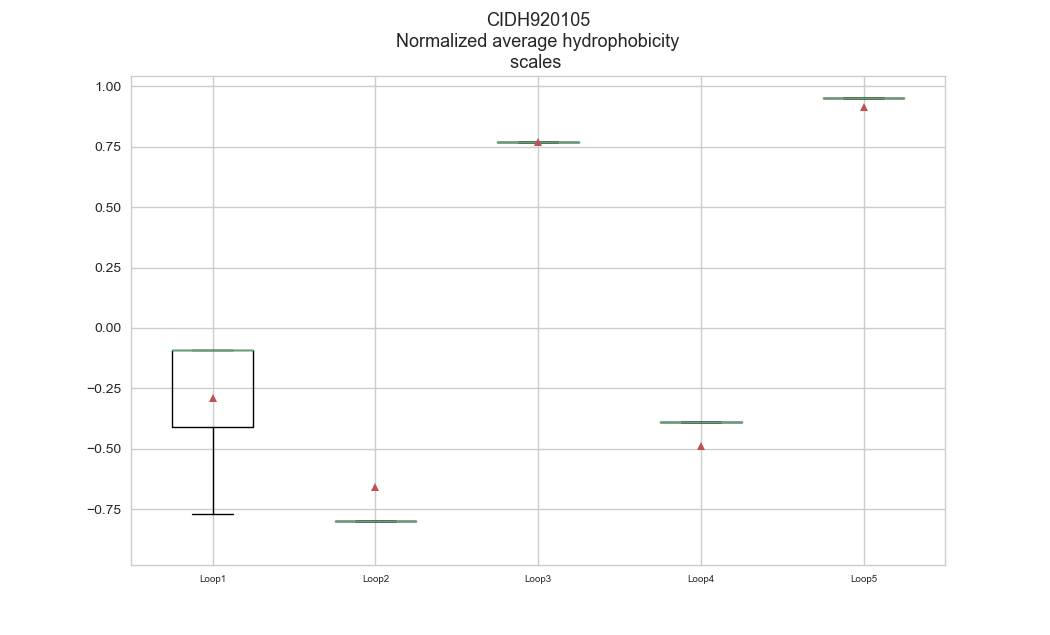 CIDH920105
Normalized average hydrophobicity
scales
1.00
0.75
0.50
0.25
0.00
−0.25
−0.50
−0.75
Loop1 Loop2 Loop3 Loop4 Loop5